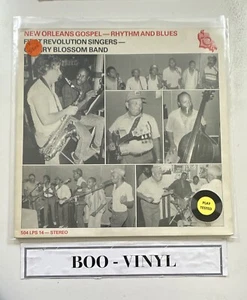 NEW ORLEANS GOSPEL — RHYTHM AND BLUES
FIRST REVOLUTION SINGERS —
RY BLOSSOM BAND
504 LPS 14 — STEREO
PLAY
TESTED
BOO - VINYL